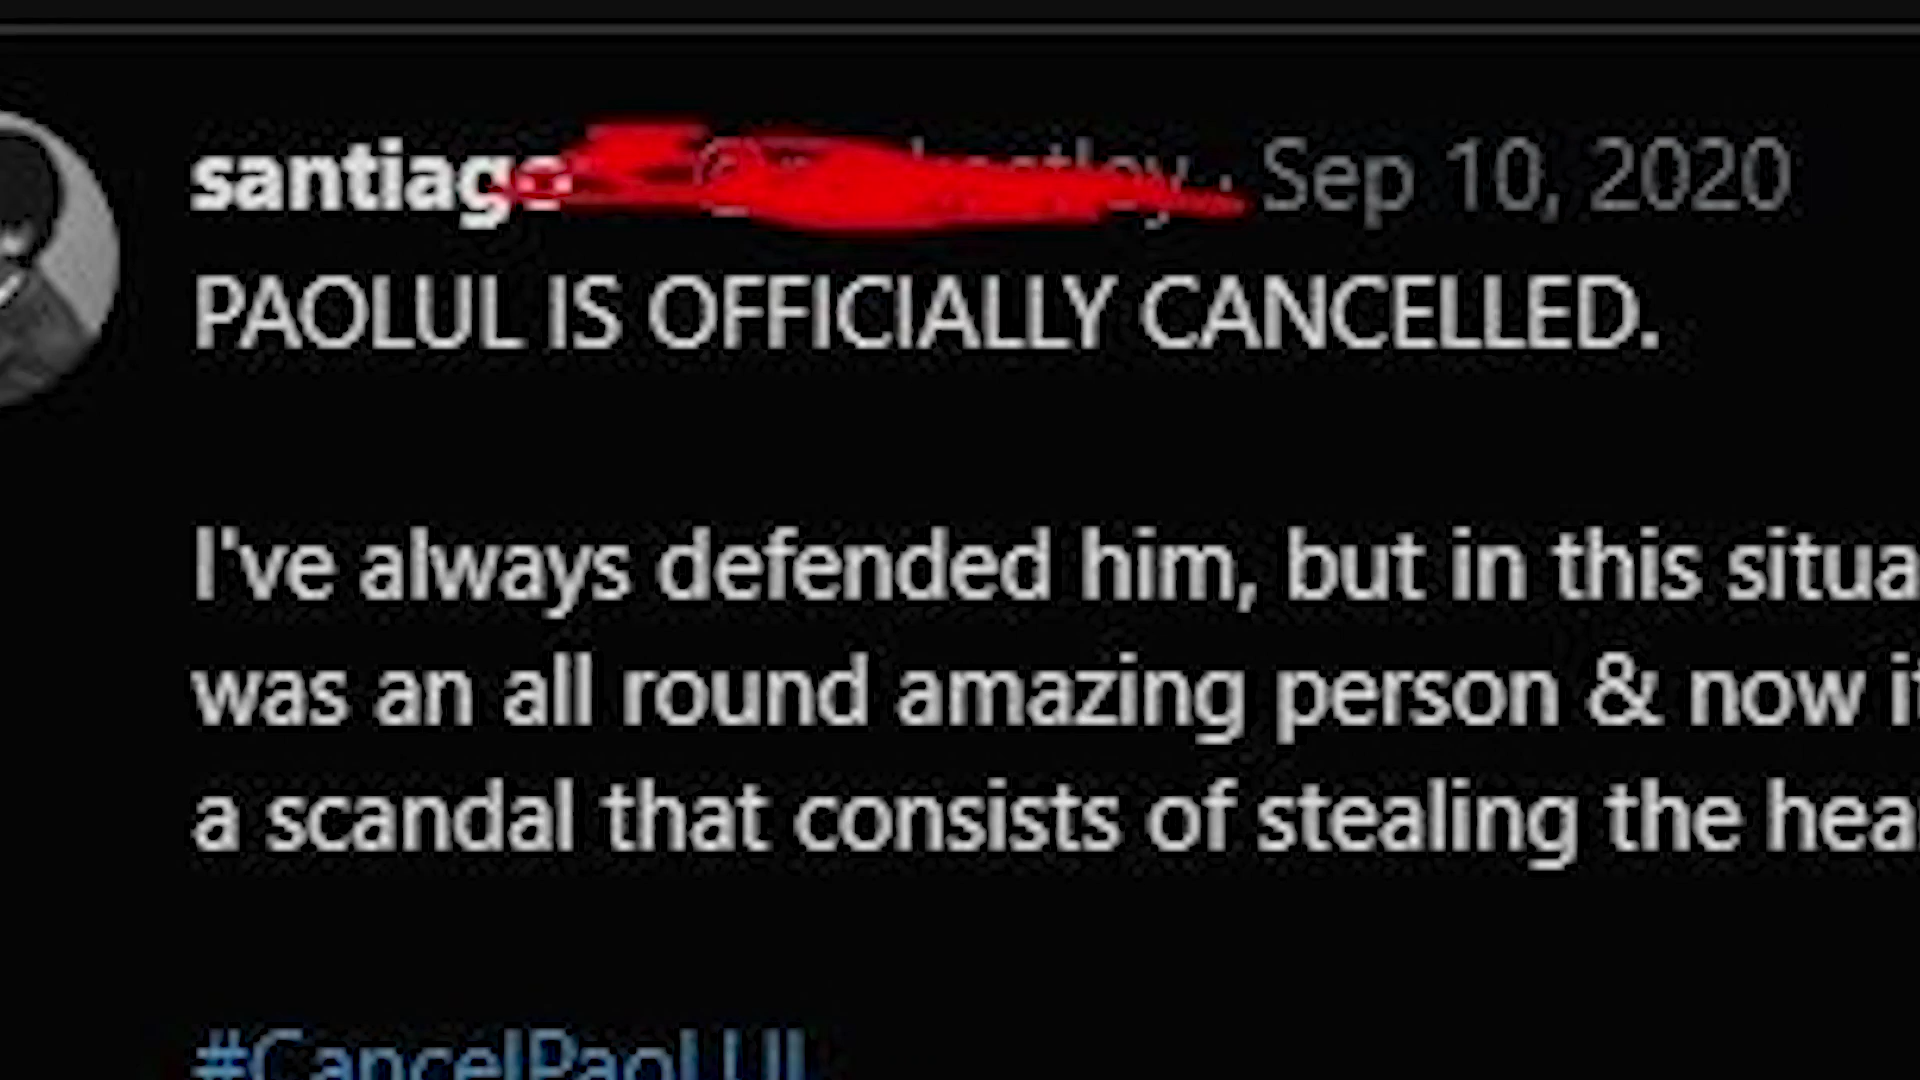 santiago Sep 10, 2020
PAOLUL IS OFFICIALLY CANCELLED.
I've always defended him, but in this situa
was an all round amazing person & now it
a scandal that consists of stealing the hea
#CancelPaoLUL